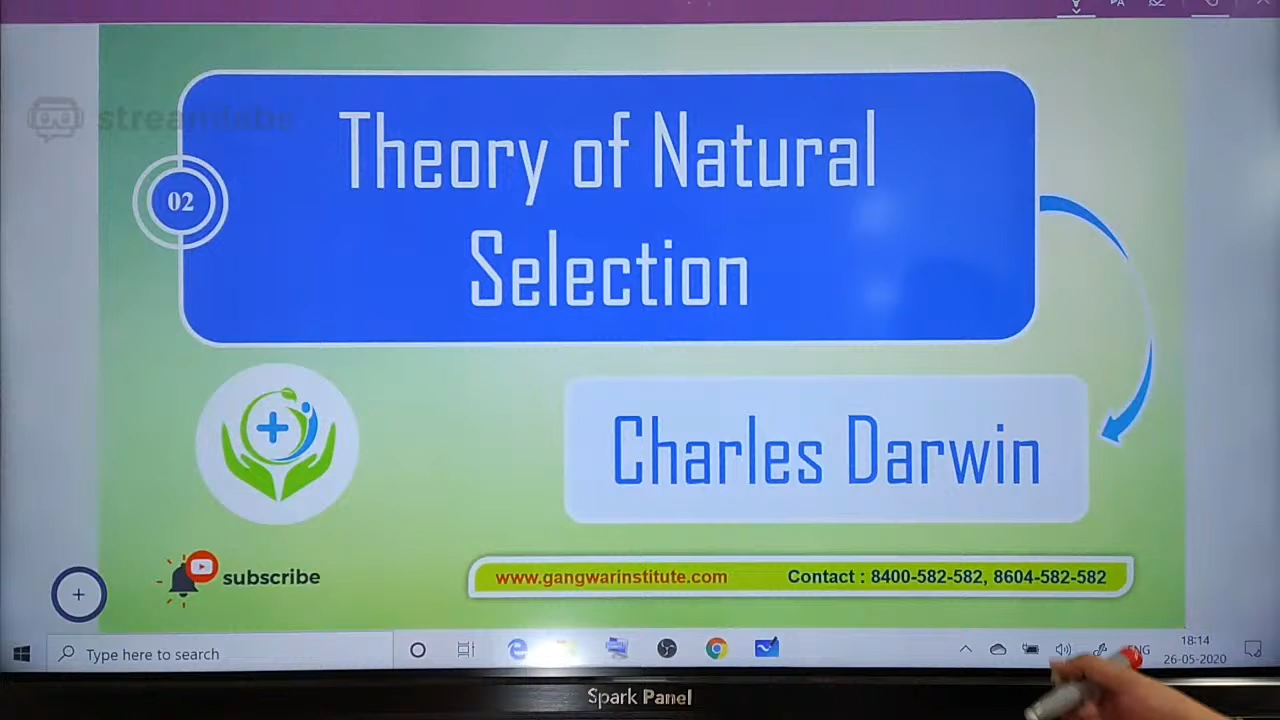 streamlabs
Theory of Natural
Selection
02
Charles Darwin
subscribe
www.gangwarinstitute.com Contact : 8400-582-582, 8604-582-582
Type here to search
ENG
18:14
26-05-2020
Spark Panel